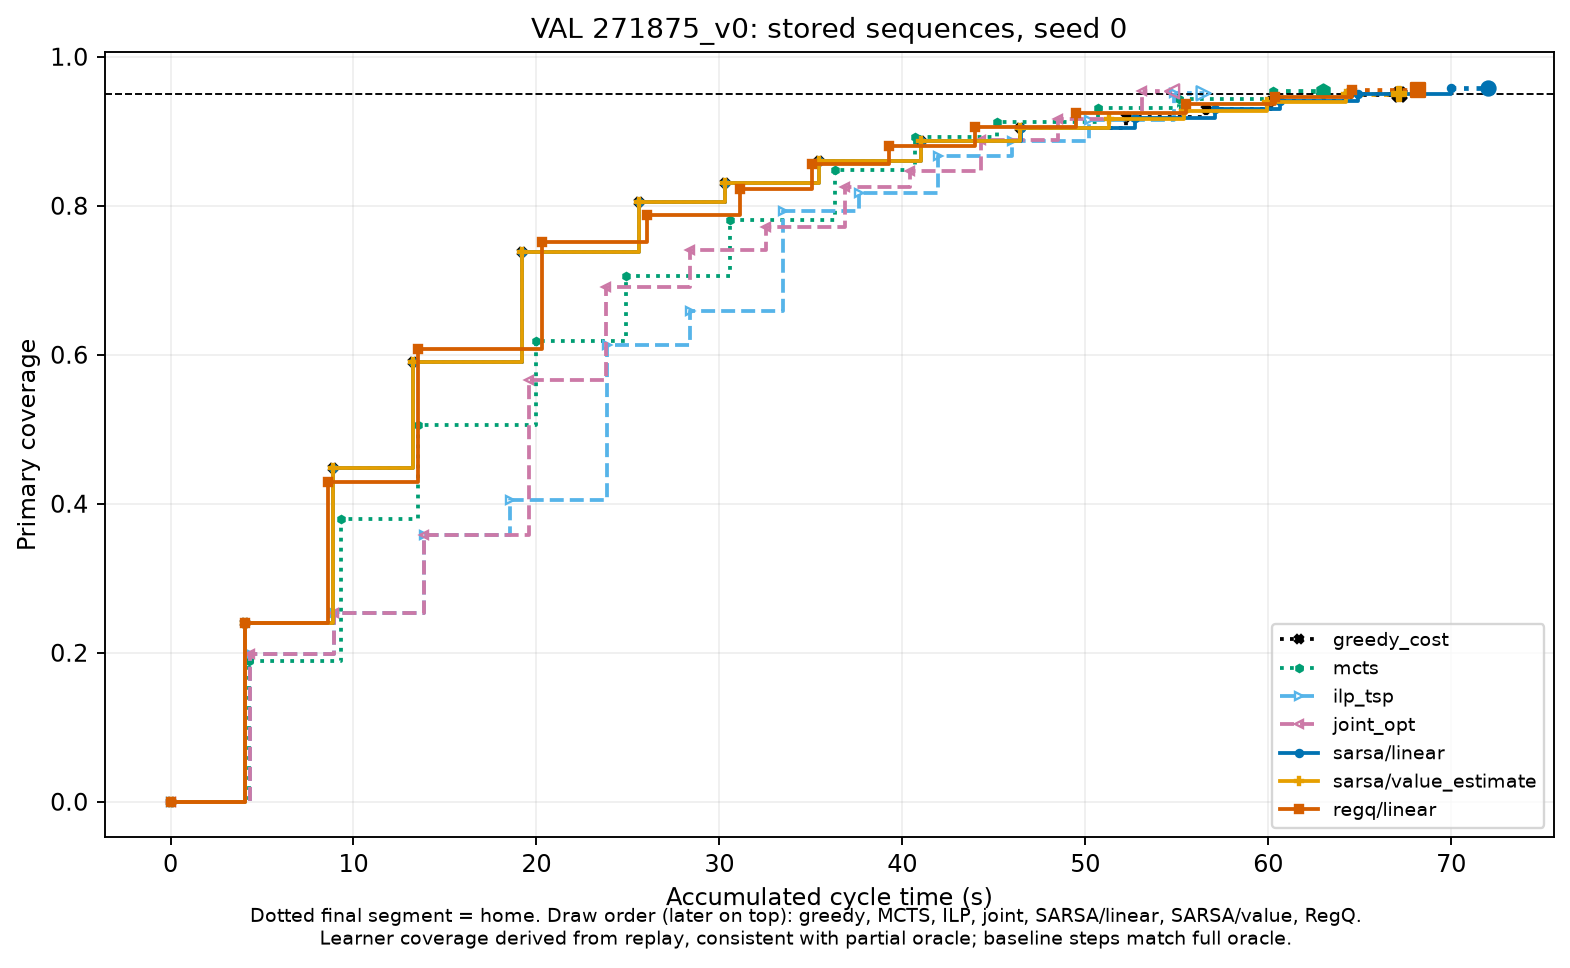 VAL 271875_v0: stored sequences, seed 0
1.0
0.8
0.6
0.4
0.2
0.0
Primary coverage
greedy_cost
mcts
ilp_tsp
joint_opt
sarsa/linear
sarsa/value_estimate
regq/linear
0 10 20 30 40 50 60 70
Accumulated cycle time (s)
Dotted final segment = home. Draw order (later on top): greedy, MCTS, ILP, joint, SARSA/linear, SARSA/value, RegQ.
Learner coverage derived from replay, consistent with partial oracle; baseline steps match full oracle.